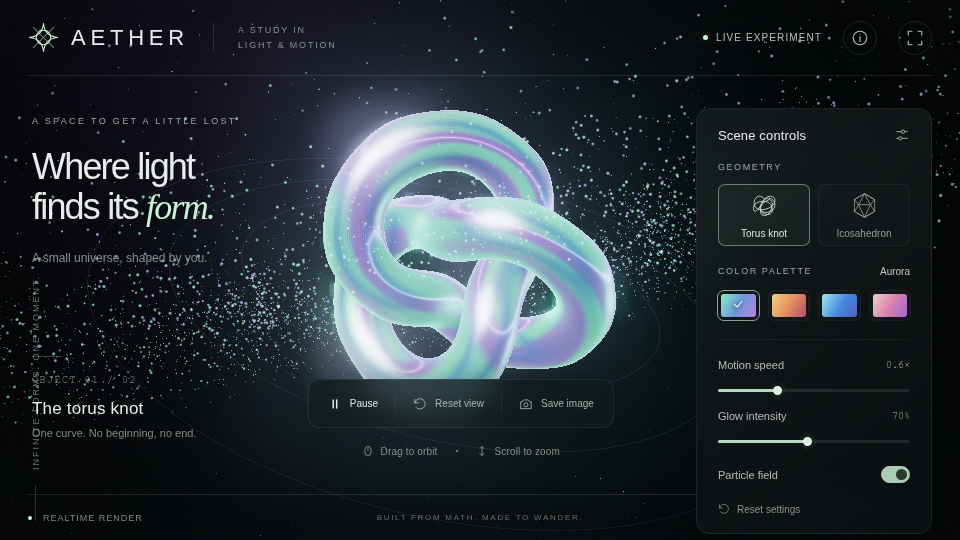 AETHER
A STUDY IN
LIGHT & MOTION
LIVE EXPERIMENT
A SPACE TO GET A LITTLE LOST
Where light
finds its form.
A small universe, shaped by you.
INFINITE FORMS. ONE MOMENT.
OBJECT 01 / 02
The torus knot
One curve. No beginning, no end.
Pause
Reset view
Save image
Drag to orbit
Scroll to zoom
Scene controls
GEOMETRY
Torus knot
Icosahedron
COLOR PALETTE
Aurora
Motion speed
0.6×
Glow intensity
70%
Particle field
Reset settings
REALTIME RENDER
BUILT FROM MATH. MADE TO WANDER.